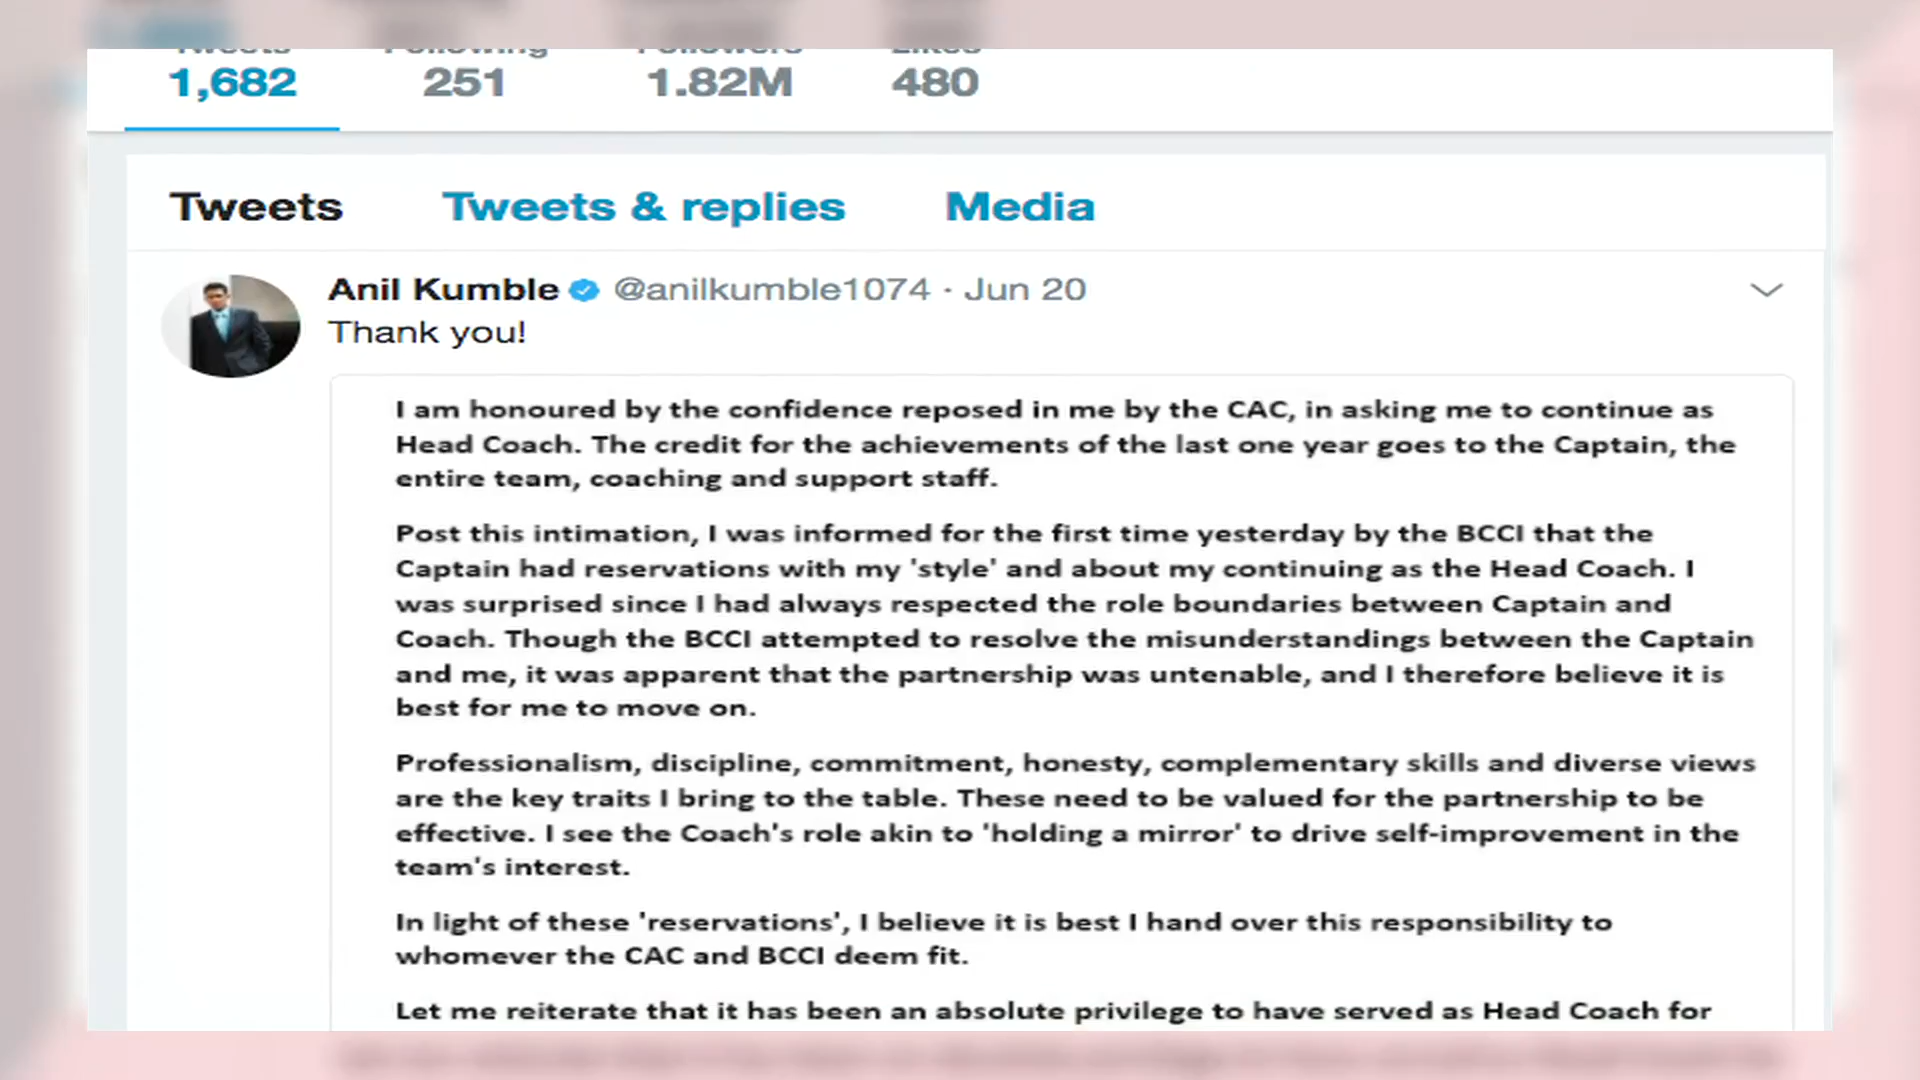 Tweets Following Followers Likes
1,682 251 1.82M 480
Tweets Tweets & replies Media
Anil Kumble @anilkumble1074 · Jun 20
Thank you!
I am honoured by the confidence reposed in me by the CAC, in asking me to continue as
Head Coach. The credit for the achievements of the last one year goes to the Captain, the
entire team, coaching and support staff.
Post this intimation, I was informed for the first time yesterday by the BCCI that the
Captain had reservations with my 'style' and about my continuing as the Head Coach. I
was surprised since I had always respected the role boundaries between Captain and
Coach. Though the BCCI attempted to resolve the misunderstandings between the Captain
and me, it was apparent that the partnership was untenable, and I therefore believe it is
best for me to move on.
Professionalism, discipline, commitment, honesty, complementary skills and diverse views
are the key traits I bring to the table. These need to be valued for the partnership to be
effective. I see the Coach's role akin to 'holding a mirror' to drive self-improvement in the
team's interest.
In light of these 'reservations', I believe it is best I hand over this responsibility to
whomever the CAC and BCCI deem fit.
Let me reiterate that it has been an absolute privilege to have served as Head Coach for